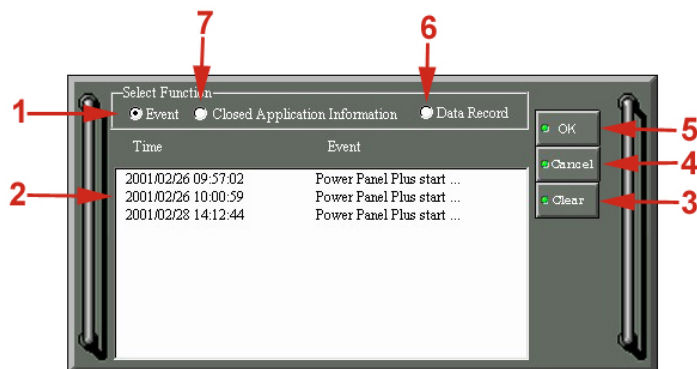 7
6
Select Function
1
Event
Closed Application Information
Data Record
OK
5
Time
Event
Cancel
4
2001/02/26 09:57:02 Power Panel Plus start ...
2
2001/02/26 10:00:59 Power Panel Plus start ...
Clear
3
2001/02/28 14:12:44 Power Panel Plus start ...